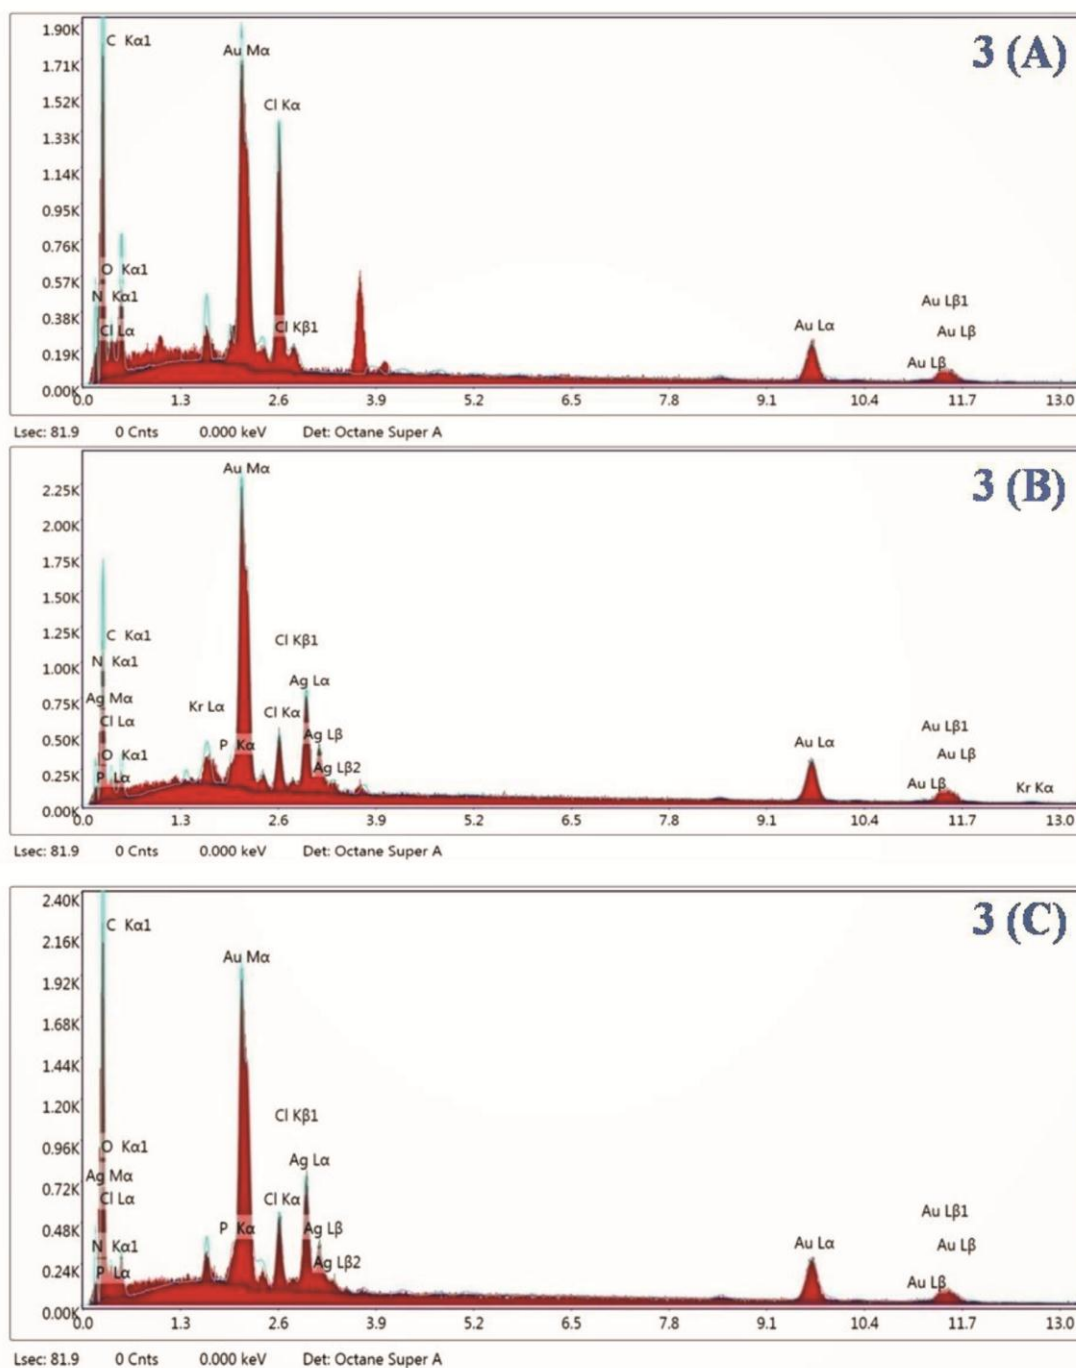 3 (A)
1.90K
C Kα1
Au Mα
1.71K
1.52K
Cl Kα
1.33K
1.14K
0.95K
0.76K
O Kα1
0.57K
N Kα1
Au Lβ1
0.38K
Cl Lα
Cl Kβ1
Au Lα
Au Lβ
0.19K
Au Lβ
0.00K
0.0 1.3 2.6 3.9 5.2 6.5 7.8 9.1 10.4 11.7 13.0
Lsec: 81.9 0 Cnts 0.000 keV Det: Octane Super A
3 (B)
Au Mα
2.25K
2.00K
1.75K
1.50K
1.25K
C Kα1
Cl Kβ1
1.00K
N Kα1
Ag Lα
0.75K
Ag Mα
Kr Lα
Cl Kα
Cl Lα
Au Lβ1
0.50K
P Kα
Ag Lβ
Au Lα
O Kα1
Au Lβ
0.25K
P Lα
Ag Lβ2
Au Lβ
Kr Kα
0.00K
0.0 1.3 2.6 3.9 5.2 6.5 7.8 9.1 10.4 11.7 13.0
Lsec: 81.9 0 Cnts 0.000 keV Det: Octane Super A
3 (C)
2.40K
C Kα1
2.16K
Au Mα
1.92K
1.68K
1.44K
1.20K
Cl Kβ1
0.96K
O Kα1
Ag Lα
Ag Mα
0.72K
Cl Lα
Cl Kα
Au Lβ1
0.48K
P Kα
Ag Lβ
N Kα1
Au Lα
Au Lβ
0.24K
P Lα
Ag Lβ2
Au Lβ
0.00K
0.0 1.3 2.6 3.9 5.2 6.5 7.8 9.1 10.4 11.7 13.0
Lsec: 81.9 0 Cnts 0.000 keV Det: Octane Super A